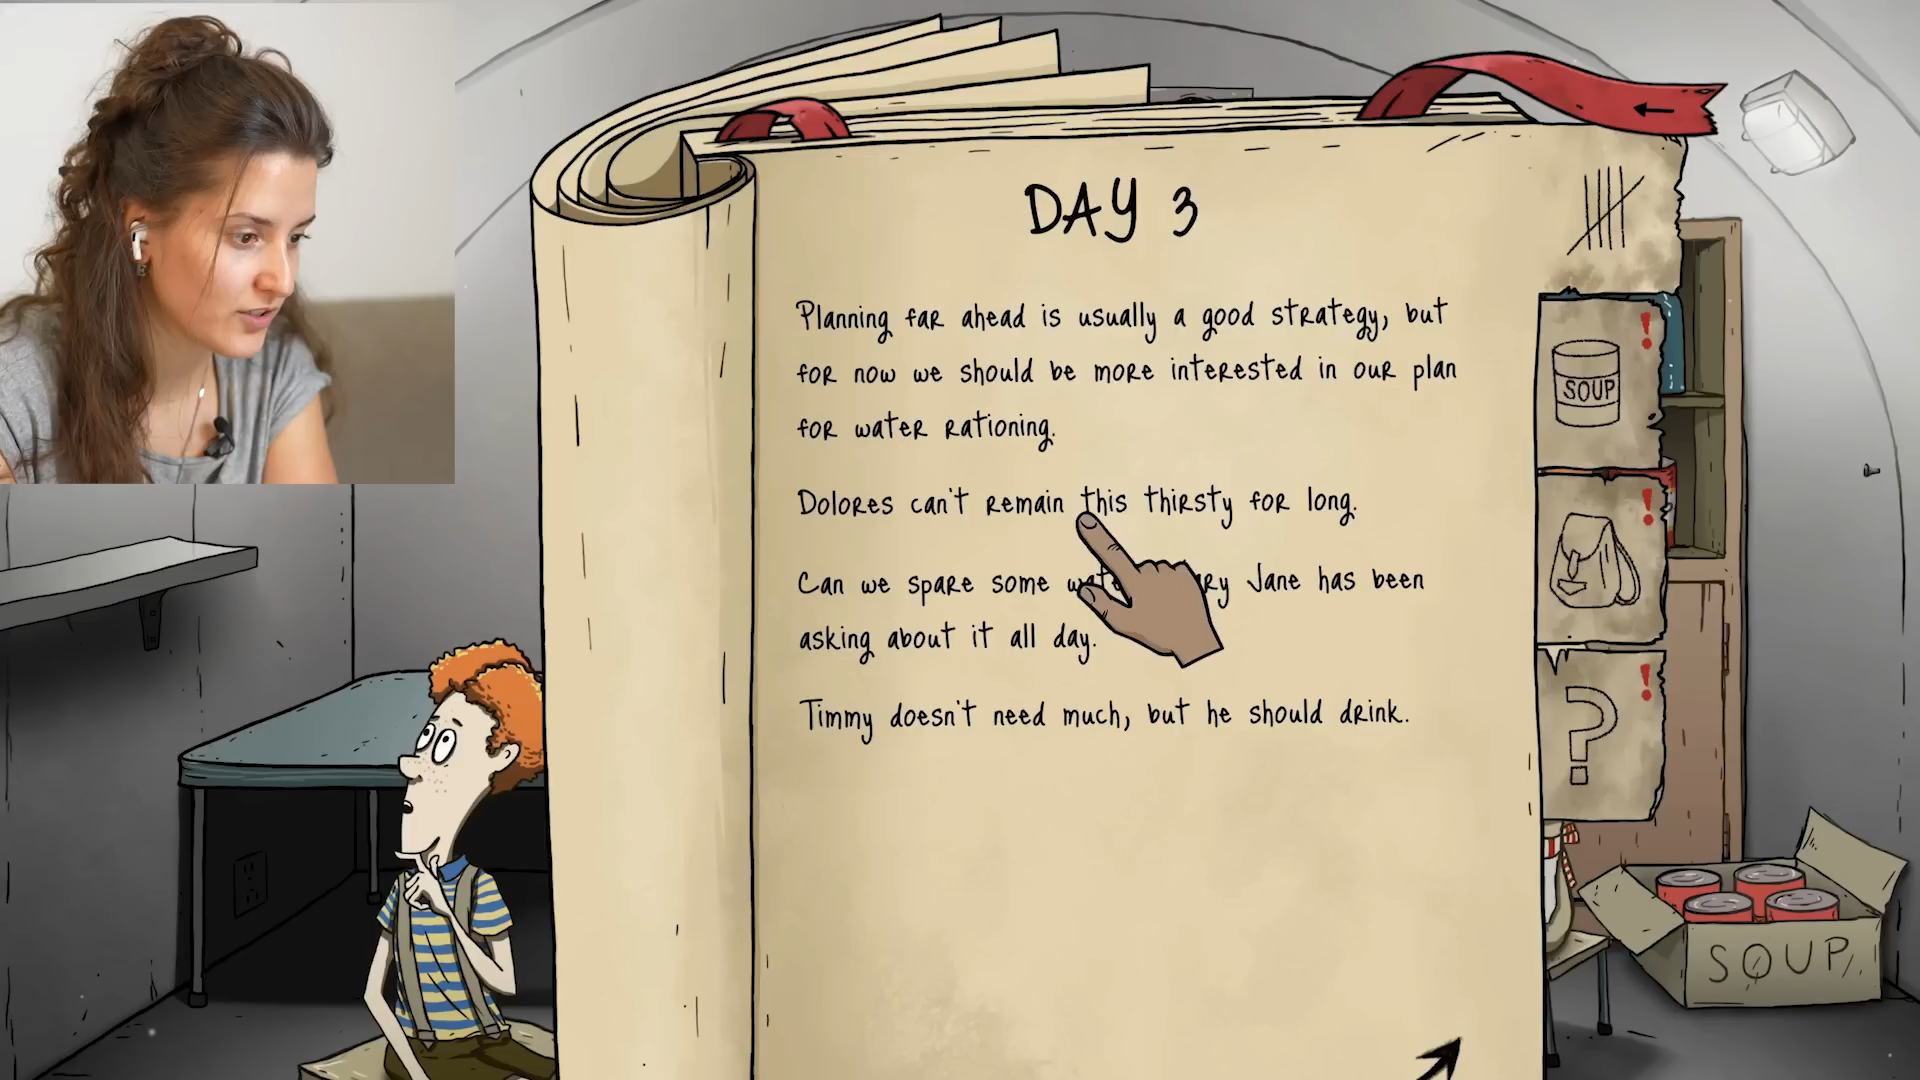 DAY 3
Planning far ahead is usually a good strategy, but
for now we should be more interested in our plan
for water rationing.
Dolores can't remain this thirsty for long.
Can we spare some Jane has been
asking about it all day.
Timmy doesn't need much, but he should drink.
!
SOUP
!
!
?
SOUP